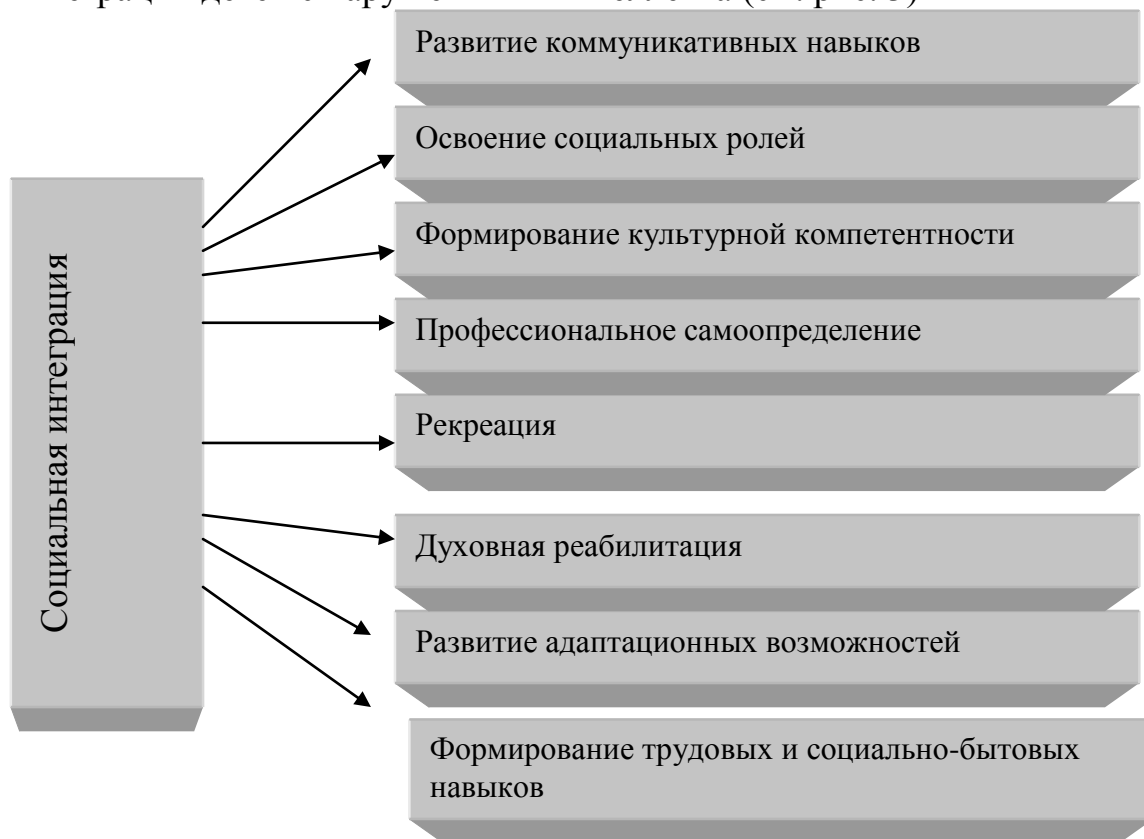 Развитие коммуникативных навыков
Освоение социальных ролей
Формирование культурной компетентности
Профессиональное самоопределение
Рекреация
Духовная реабилитация
Развитие адаптационных возможностей
Формирование трудовых и социально-бытовых
навыков
Социальная интеграция